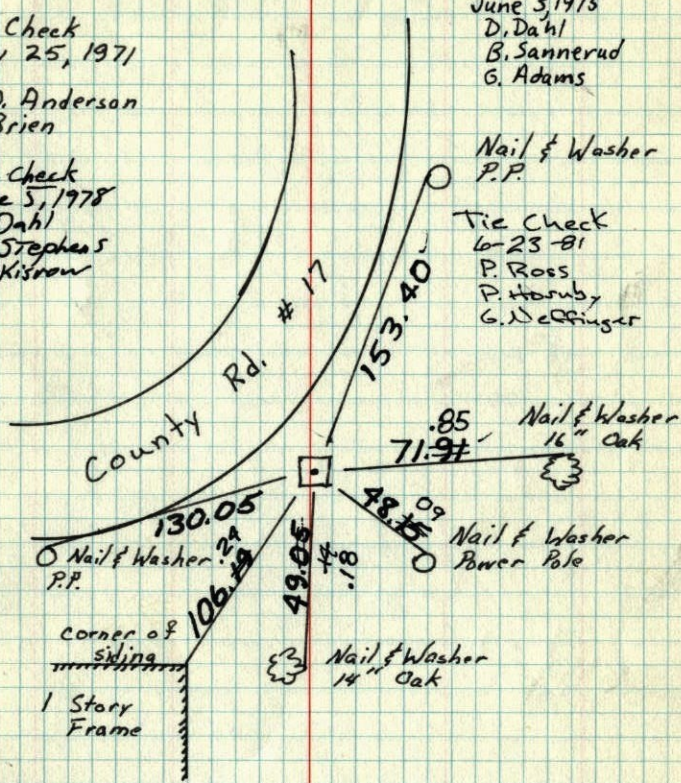 Check
25, 1971
Anderson
Brien
Check
5, 1978
Dahl
Stephens
Kisrow
June 5, 1975
D. Dahl
B. Sannerud
G. Adams
Nail & Washer
P.P.
Tie Check
6-23-81
P. Ross
P. Hornby
G. Neffinger
153.40
County Rd. #17
.85
71.91
Nail & Washer
16" Oak
48.15 09
Nail & Washer
Power Pole
130.05
Nail & Washer
P.P.
.24
106.19
49.05
.14
.18
Corner of
siding
1 Story
Frame
Nail & Washer
14" Oak